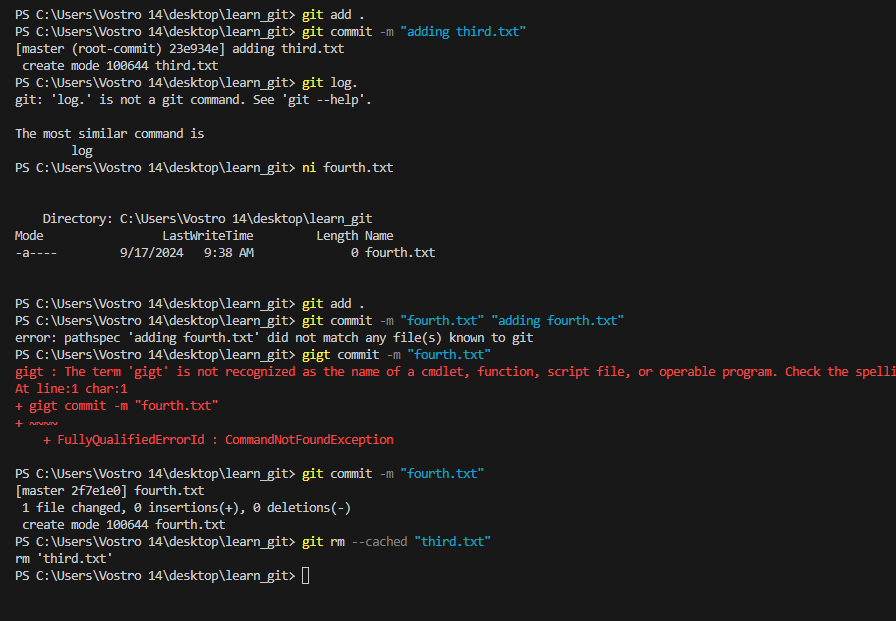 PS C:\Users\Vostro 14\desktop\learn_git> git add .
PS C:\Users\Vostro 14\desktop\learn_git> git commit -m "adding third.txt"
[master (root-commit) 23e934e] adding third.txt
 create mode 100644 third.txt
PS C:\Users\Vostro 14\desktop\learn_git> git log.
git: 'log.' is not a git command. See 'git --help'.

The most similar command is
        log
PS C:\Users\Vostro 14\desktop\learn_git> ni fourth.txt

    Directory: C:\Users\Vostro 14\desktop\learn_git
Mode                 LastWriteTime         Length Name
-a----         9/17/2024   9:38 AM              0 fourth.txt

PS C:\Users\Vostro 14\desktop\learn_git> git add .
PS C:\Users\Vostro 14\desktop\learn_git> git commit -m "fourth.txt" "adding fourth.txt"
error: pathspec 'adding fourth.txt' did not match any file(s) known to git
PS C:\Users\Vostro 14\desktop\learn_git> gigt commit -m "fourth.txt"
gigt : The term 'gigt' is not recognized as the name of a cmdlet, function, script file, or operable program. Check the spelli
At line:1 char:1
+ gigt commit -m "fourth.txt"
+ ~~~~
    + FullyQualifiedErrorId : CommandNotFoundException

PS C:\Users\Vostro 14\desktop\learn_git> git commit -m "fourth.txt"
[master 2f7e1e0] fourth.txt
 1 file changed, 0 insertions(+), 0 deletions(-)
 create mode 100644 fourth.txt
PS C:\Users\Vostro 14\desktop\learn_git> git rm --cached "third.txt"
rm 'third.txt'
PS C:\Users\Vostro 14\desktop\learn_git>